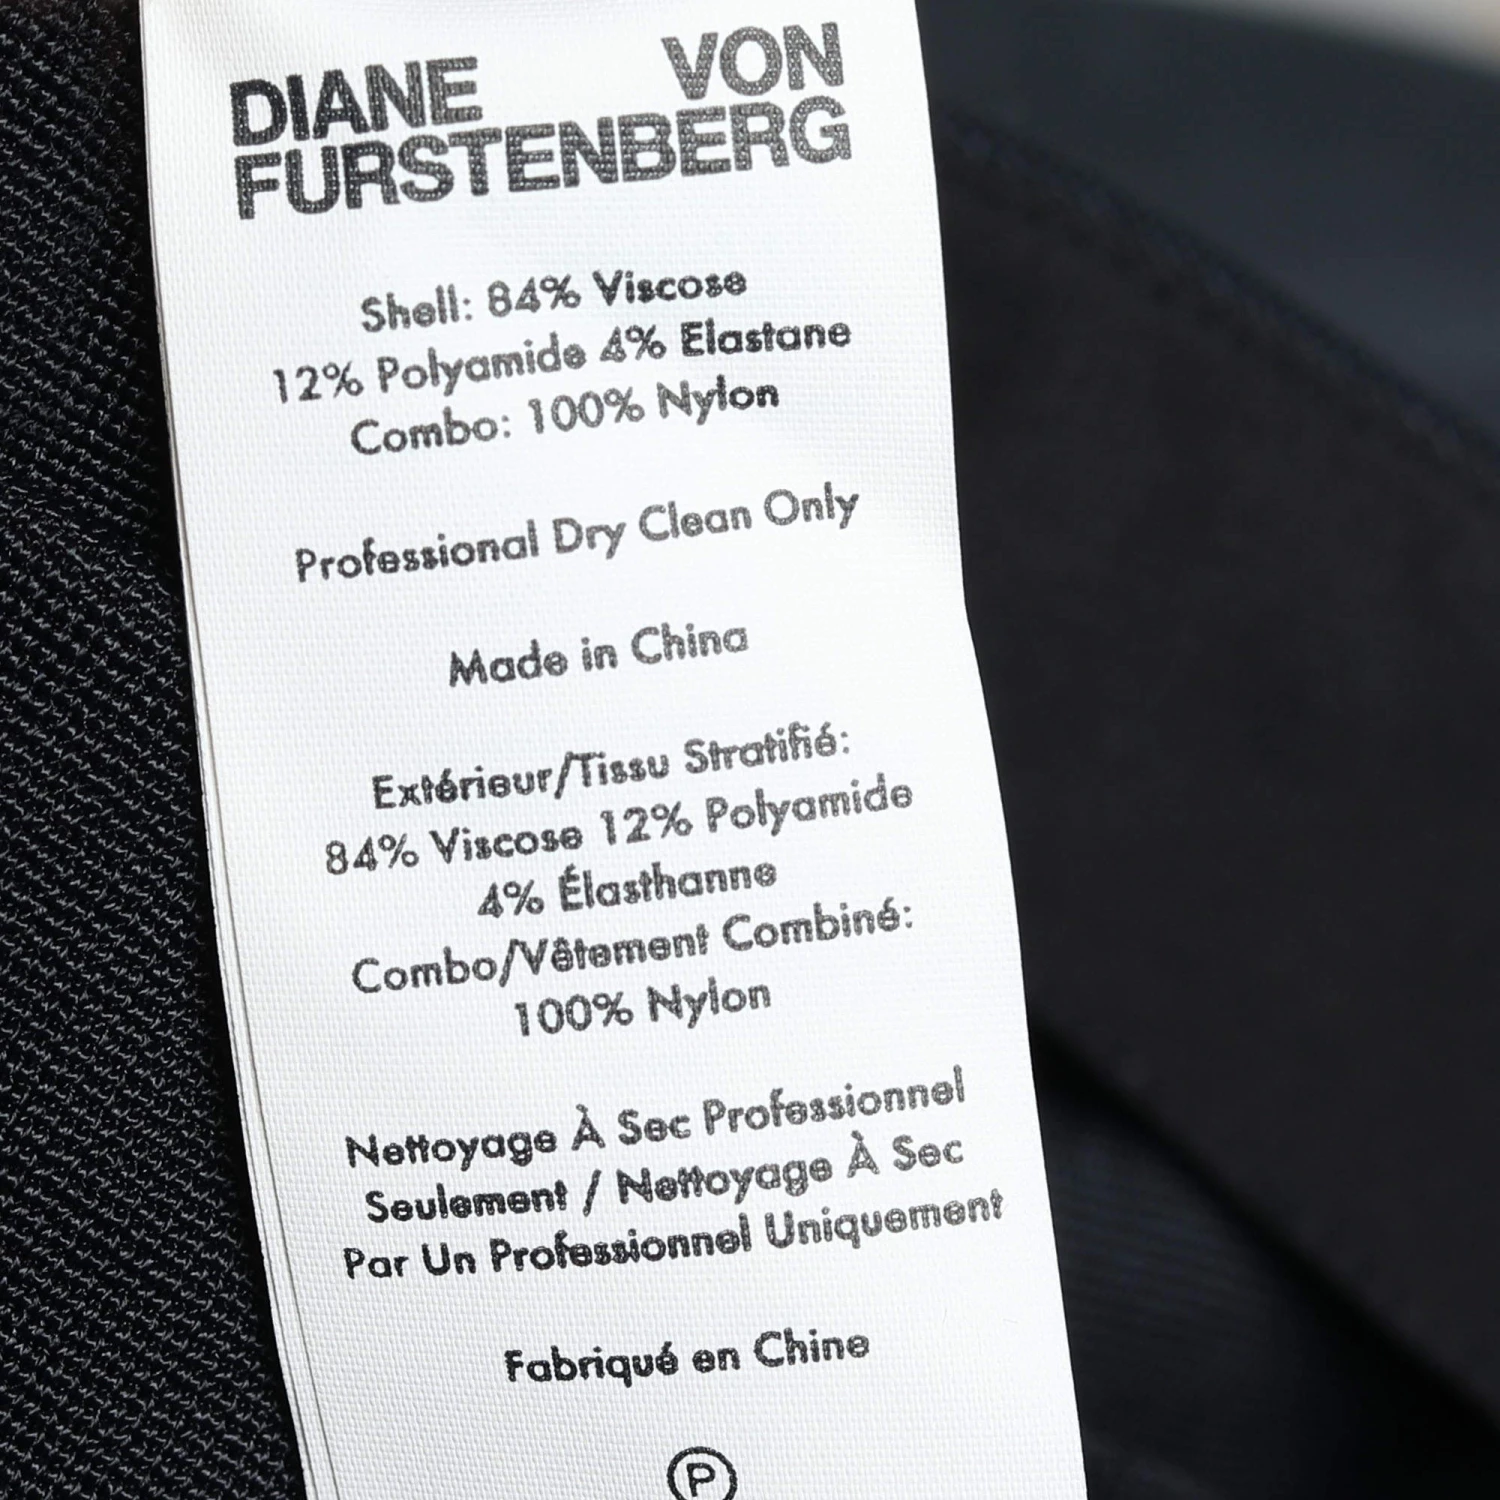 DIANE VON
FURSTENBERG
Shell: 84% Viscose
12% Polyamide 4% Elastane
Combo: 100% Nylon
Professional Dry Clean Only
Made in China
Extérieur/Tissu Stratifié:
84% Viscose 12% Polyamide
4% Élasthanne
Combo/Vêtement Combiné:
100% Nylon
Nettoyage À Sec Professionnel
Seulement / Nettoyage À Sec
Par Un Professionnel Uniquement
Fabriqué en Chine
P